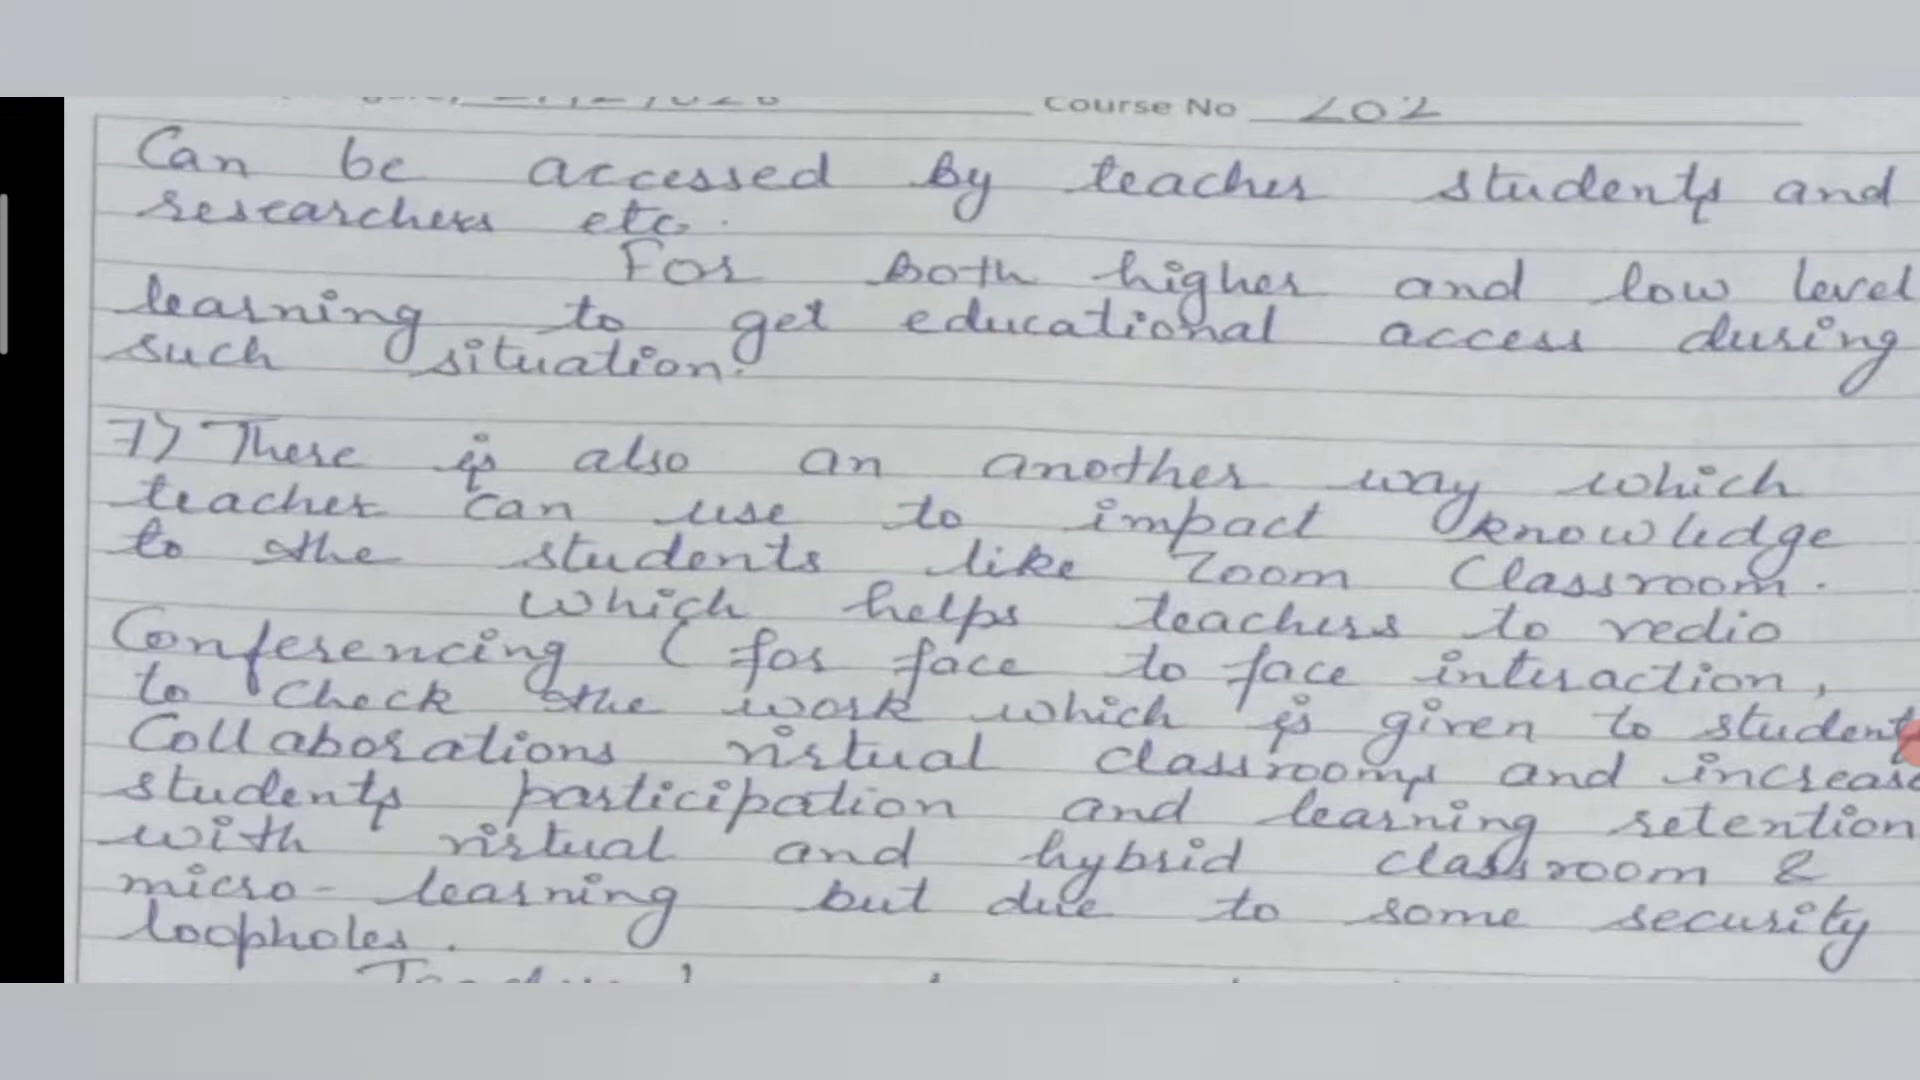 Course No 202
Can be accessed by teacher students and
researchers etc.
For both higher and low level
learning to get educational access during
such situation.
7) There is also an another way which
teacher can use to impact knowledge
to the students like Zoom Classroom.
which helps teachers to vedio
Conferencing ( for face to face interaction,
to check the work which is given to student
Collaborations virtual classrooms and increase
students participation and learning retention
with virtual and hybrid classroom &
micro-learning but due to some security
loopholes.